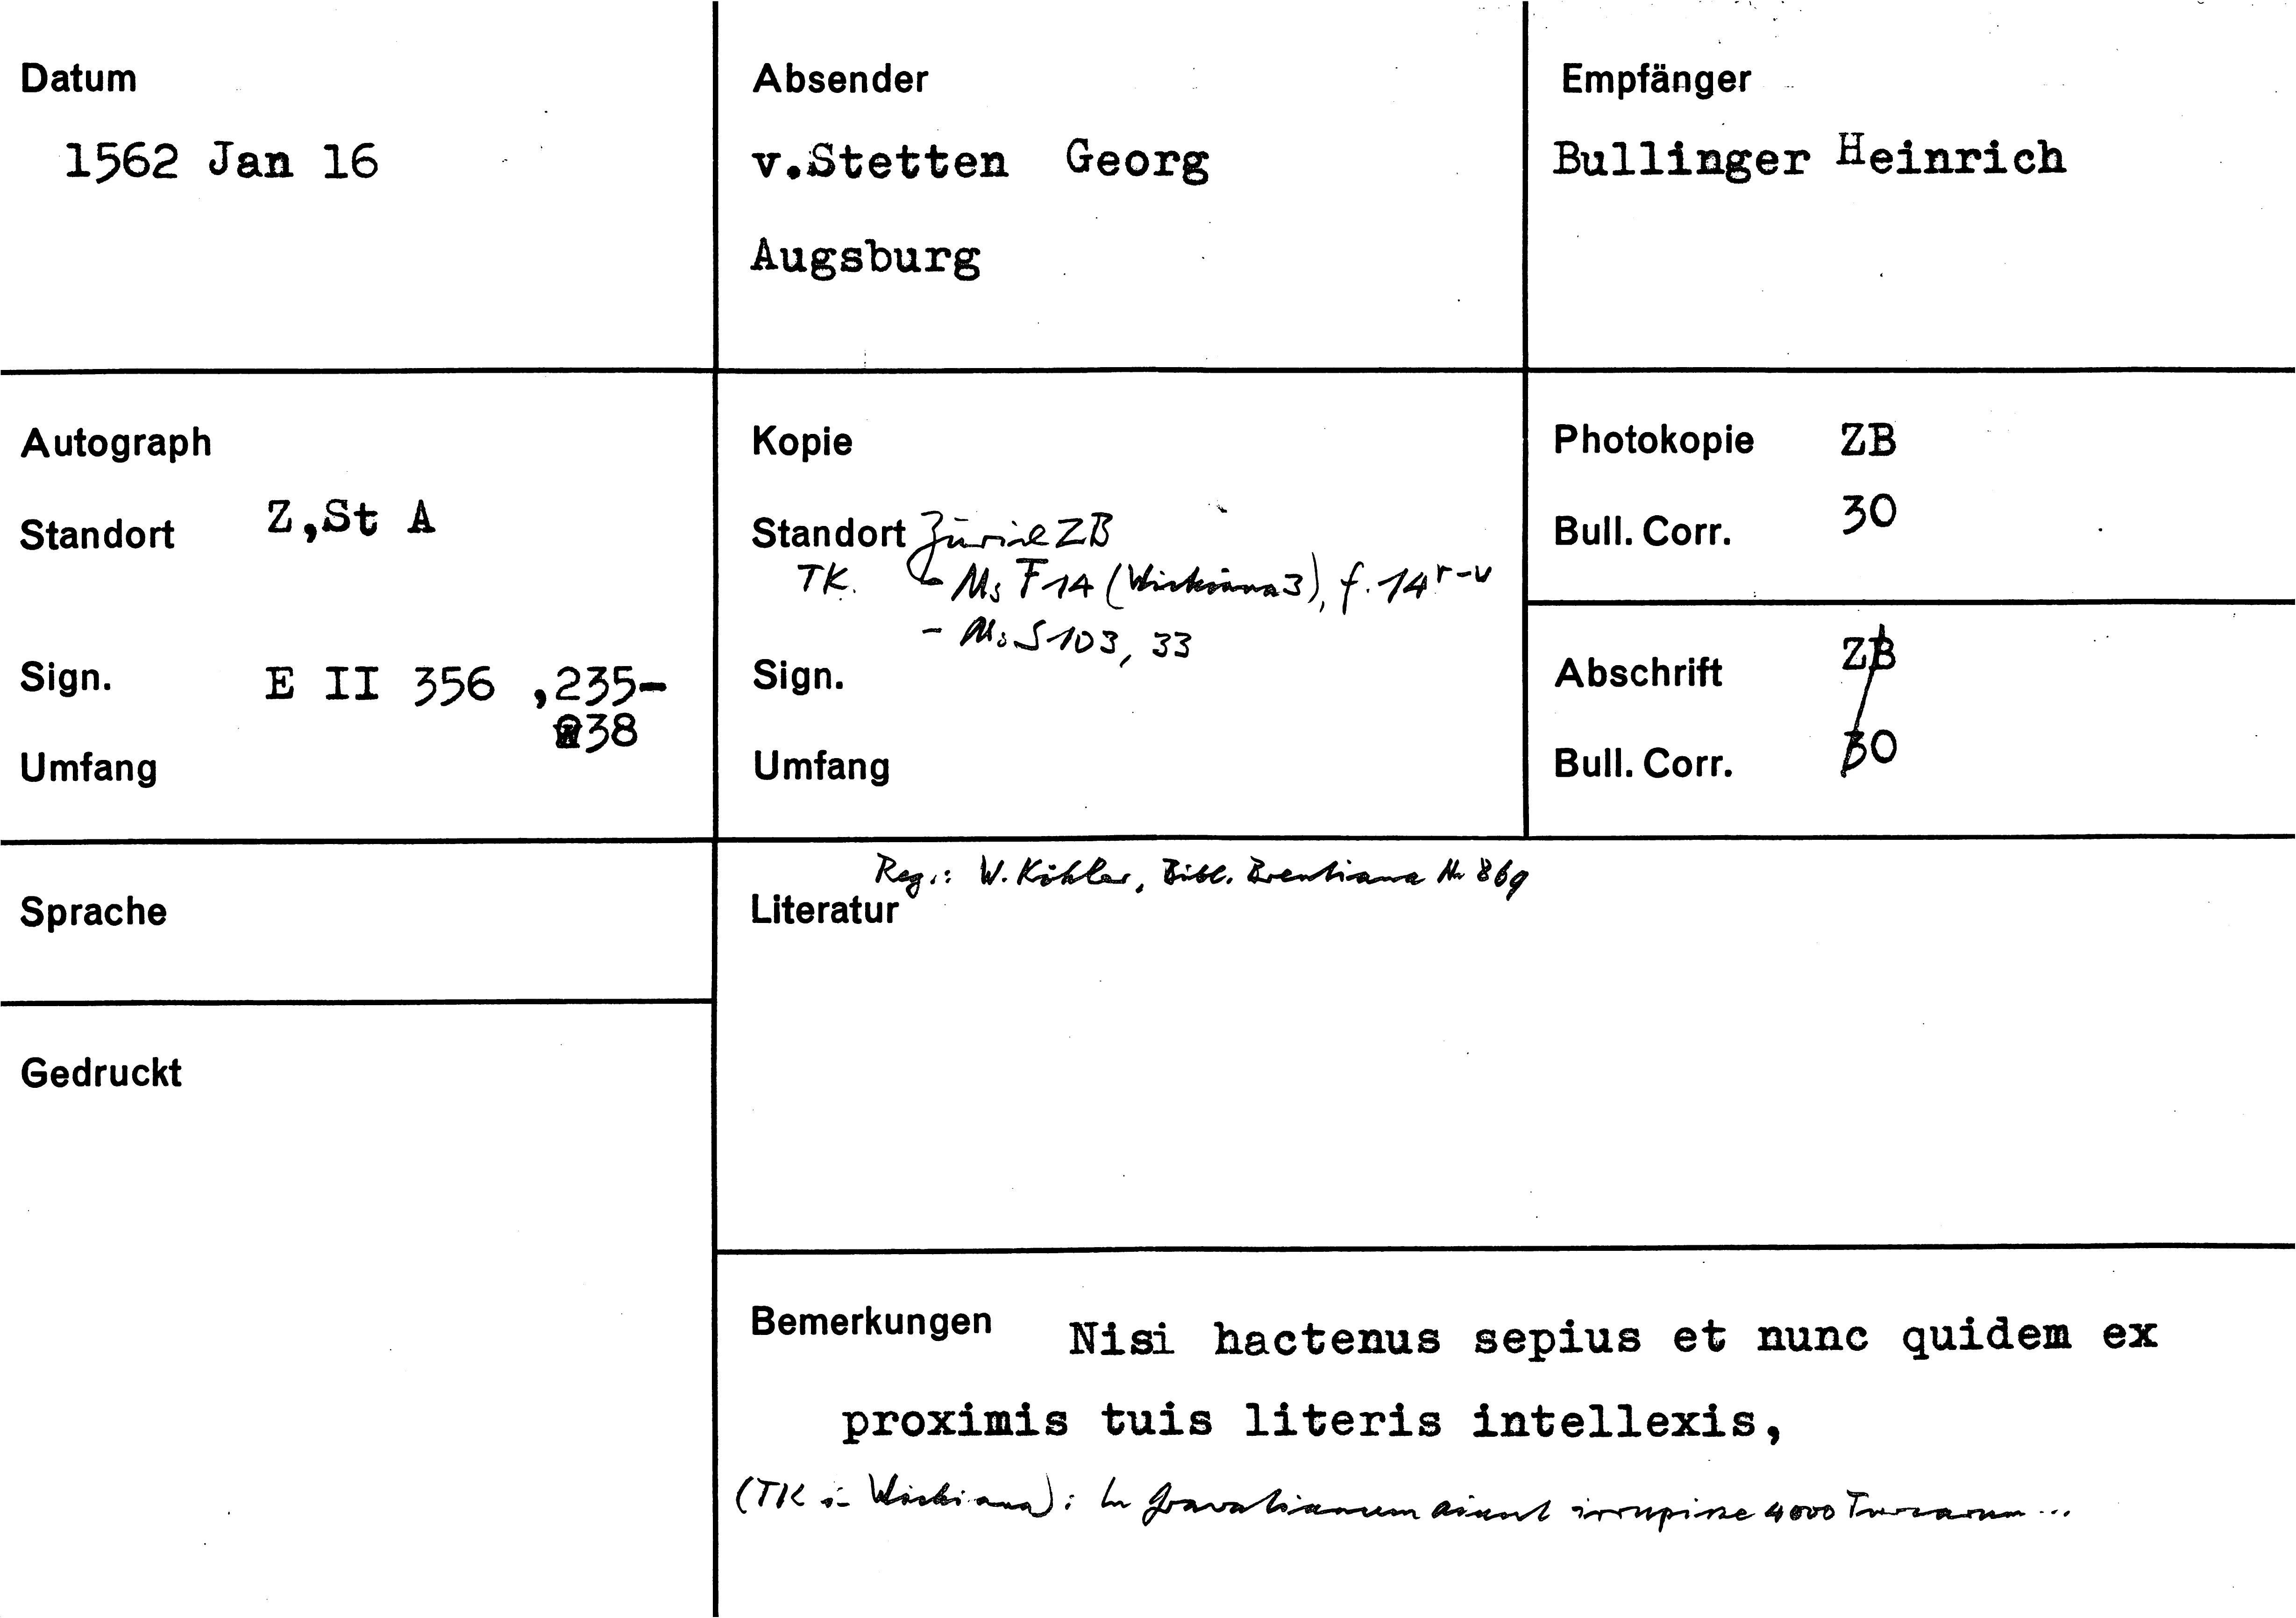 Datum
1562 Jan 16
Absender
v.Stetten Georg
Augsburg
Empfänger
Bullinger Heinrich
Autograph
Standort Z,St A
Sign. E II 356 ,235-
238
Umfang
Kopie
Standort Zürich ZB
TK. - Ms F 14 (Wickiana 3), f. 14 r-v
- Ms S 103, 33
Sign.
Umfang
Photokopie ZB
Bull. Corr. 30
Abschrift ZB
Bull. Corr. 30
Sprache
Reg.: W. Köhler, Bibl. Brentiana Nr 869
Literatur
Gedruckt
Bemerkungen Nisi hactenus sepius et nunc quidem ex
proximis tuis literis intellexis,
(TK in Wickiana): In aiunt irrupisse 4000 Turcarum ...